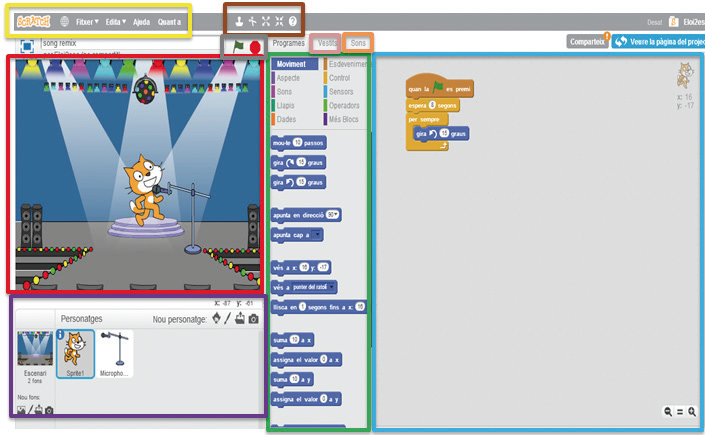 SCRATCH Fitxer ▾ Edita ▾ Ajuda Quant a
Desat Eloi2es
song remix
Programes Vestits Sons
Comparteix Veure la pàgina del projec
Moviment Esdevenimen
Aspecte Control
Sons Sensors
Llapis Operadors
Dades Més Blocs
mou-te 10 passos
gira 15 graus
gira 15 graus
apunta en direcció 90▾
apunta cap a
vés a x: 16 y: -17
vés a punter del ratolí
llisca en 1 segons fins a x: 16
suma 10 a x
assigna el valor 0 a x
suma 10 a y
assigna el valor 0 a y
quan la es premi
espera 6 segons
per sempre
gira 15 graus
x: 16
y: -17
x: -87 y: -61
Personatges Nou personatge:
Escenari
2 fons
Nou fons:
Sprite1
Micropho...